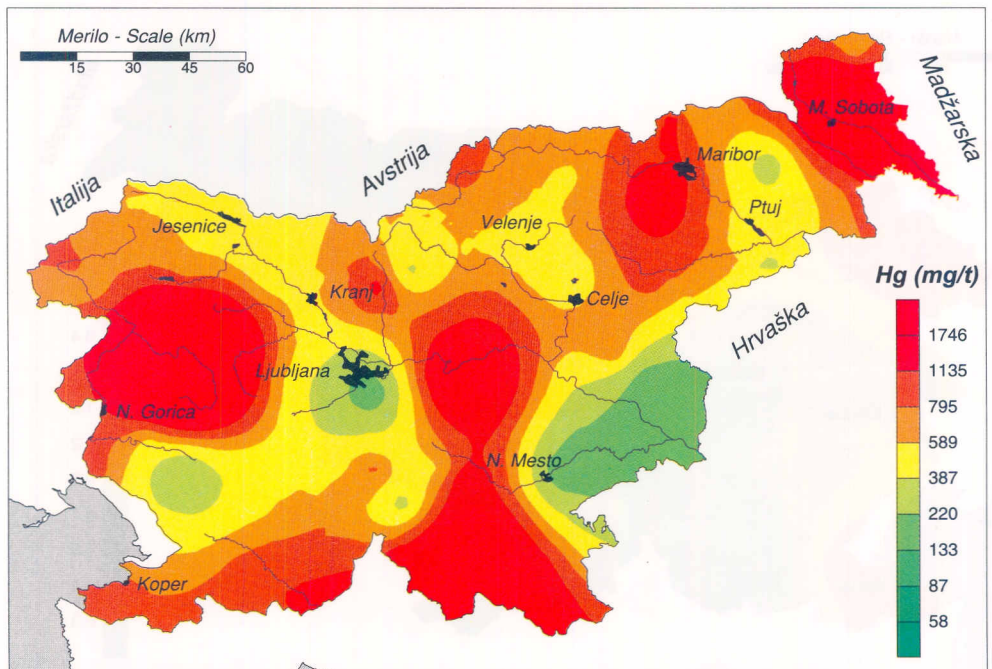 Merilo - Scale (km)
15 30 45 60
Madžarska
M. Sobota
Avstrija
Maribor
Italija
Ptuj
Jesenice
Velenje
Hg (mg/t)
Kranj
Celje
Hrvaška
1746
Ljubljana
1135
N. Gorica
795
589
N. Mesto
387
220
133
Koper
87
58